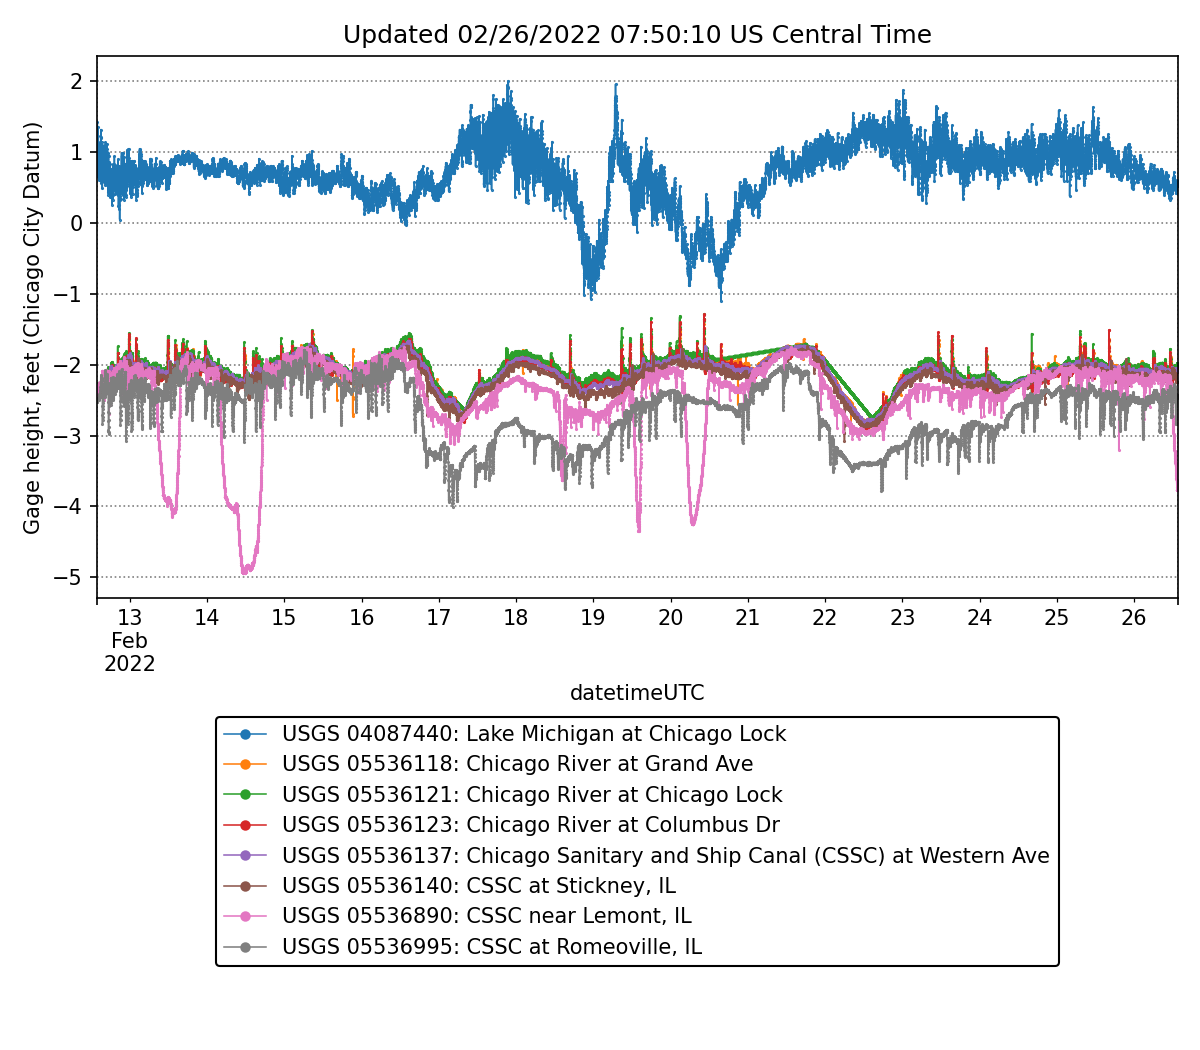 Updated 02/26/2022 07:50:10 US Central Time
Gage height, feet (Chicago City Datum)
2
1
0
−1
−2
−3
−4
−5
13 14 15 16 17 18 19 20 21 22 23 24 25 26
Feb
2022
datetimeUTC
USGS 04087440: Lake Michigan at Chicago Lock
USGS 05536118: Chicago River at Grand Ave
USGS 05536121: Chicago River at Chicago Lock
USGS 05536123: Chicago River at Columbus Dr
USGS 05536137: Chicago Sanitary and Ship Canal (CSSC) at Western Ave
USGS 05536140: CSSC at Stickney, IL
USGS 05536890: CSSC near Lemont, IL
USGS 05536995: CSSC at Romeoville, IL